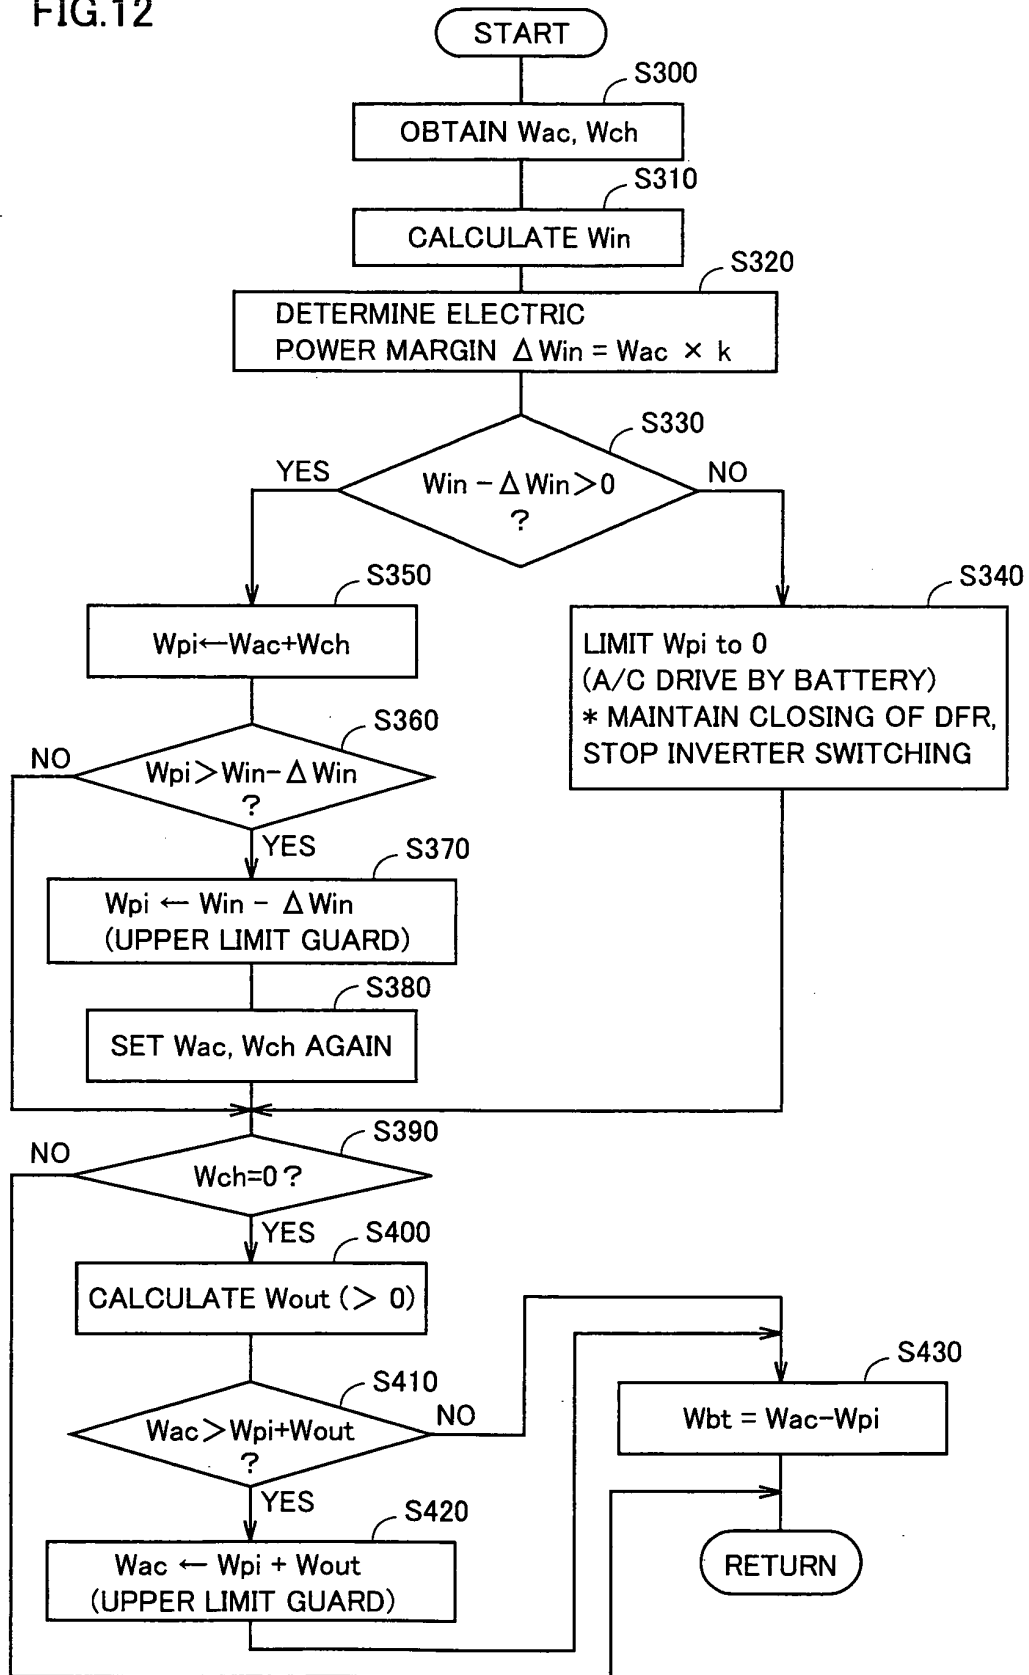 FIG.12
START
S300
OBTAIN Wac, Wch
S310
CALCULATE Win
S320
DETERMINE ELECTRIC
POWER MARGIN ΔWin = Wac × k
S330
YES
Win − ΔWin>0
?
NO
S350
Wpi←Wac+Wch
S340
LIMIT Wpi to 0
(A/C DRIVE BY BATTERY)
* MAINTAIN CLOSING OF DFR,
STOP INVERTER SWITCHING
S360
NO
Wpi>Win−ΔWin
?
YES
S370
Wpi ← Win − ΔWin
(UPPER LIMIT GUARD)
S380
SET Wac, Wch AGAIN
S390
NO
Wch=0?
YES
S400
CALCULATE Wout (> 0)
S410
Wac>Wpi+Wout
?
NO
S430
Wbt = Wac−Wpi
YES
S420
Wac ← Wpi + Wout
(UPPER LIMIT GUARD)
RETURN